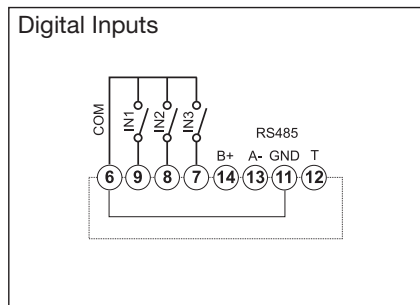 Digital Inputs
COM
IN1
IN2
IN3
RS485
B+ A- GND T
6 9 8 7 14 13 11 12